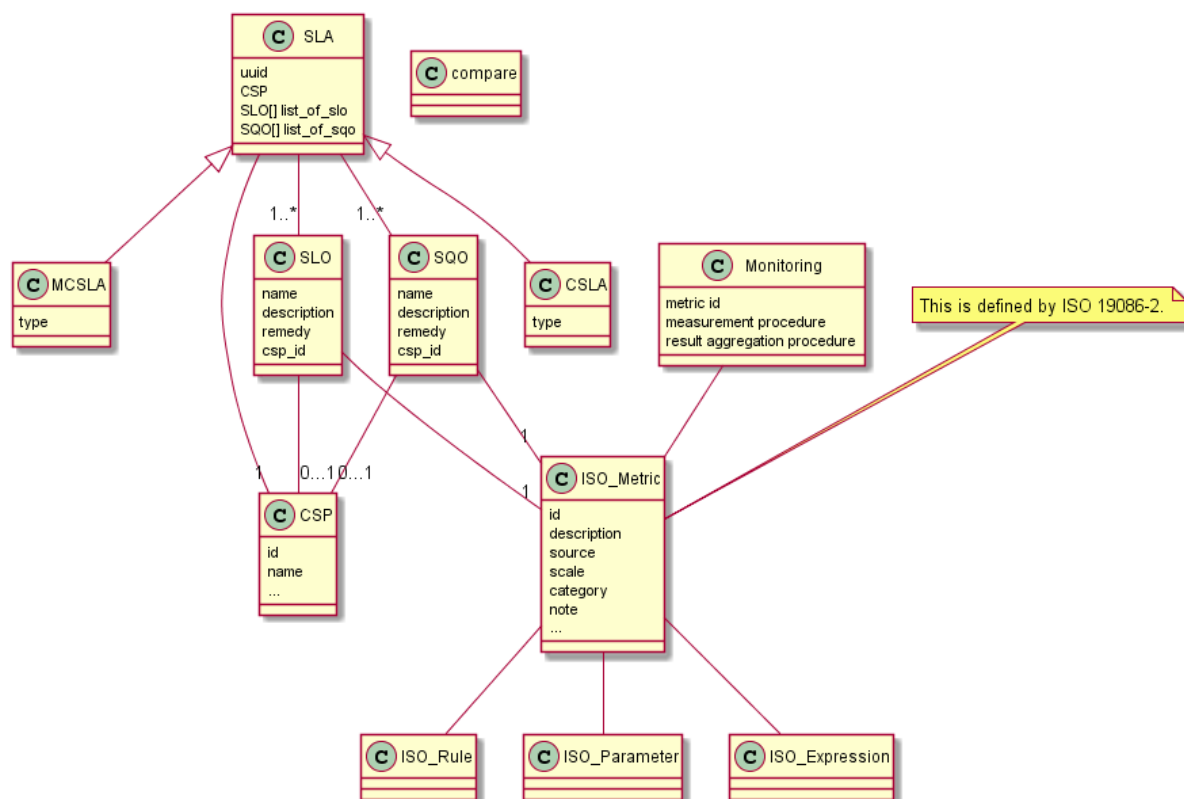 C SLA
uuid
CSP
SLO[] list_of_slo
SQO[] list_of_sqo
C compare
1..*
1..*
C MCSLA
type
C SLO
name
description
remedy
csp_id
C SQO
name
description
remedy
csp_id
C CSLA
type
C Monitoring
metric id
measurement procedure
result aggregation procedure
This is defined by ISO 19086-2.
1
0...1
0...1
1
1
C CSP
id
name
...
C ISO_Metric
id
description
source
scale
category
note
...
C ISO_Rule
C ISO_Parameter
C ISO_Expression